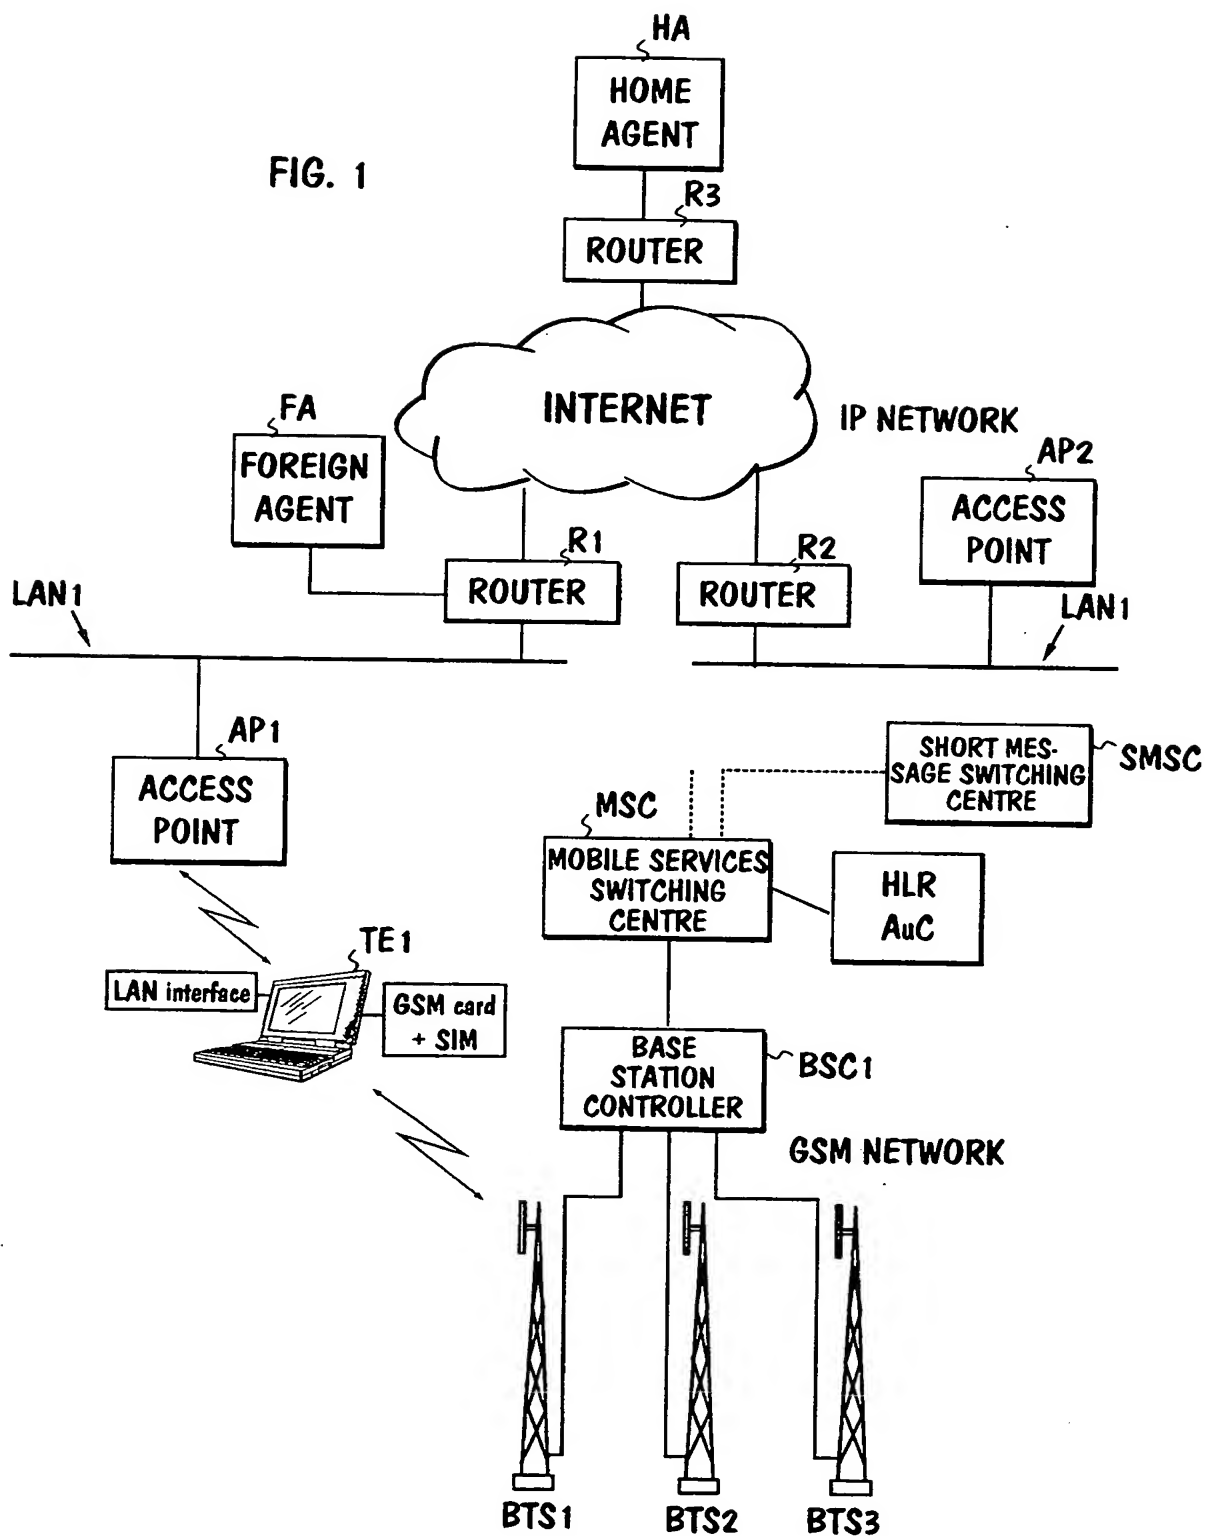 HA
HOME
AGENT
FIG. 1
R3
ROUTER
INTERNET
IP NETWORK
FA
FOREIGN
AGENT
AP2
ACCESS
POINT
R1
ROUTER
R2
ROUTER
LAN1
LAN1
AP1
ACCESS
POINT
SHORT MES-
SAGE SWITCHING
CENTRE
SMSC
MSC
MOBILE SERVICES
SWITCHING
CENTRE
HLR
AuC
TE1
LAN interface
GSM card
+ SIM
BASE
STATION
CONTROLLER
BSC1
GSM NETWORK
BTS1
BTS2
BTS3